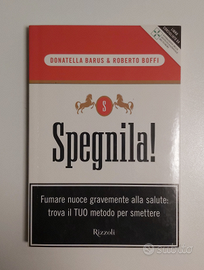 DONATELLA BARUS & ROBERTO BOFFI
S
Spegnila!
Fumare nuoce gravemente alla salute:
trova il TUO metodo per smettere
Rizzoli